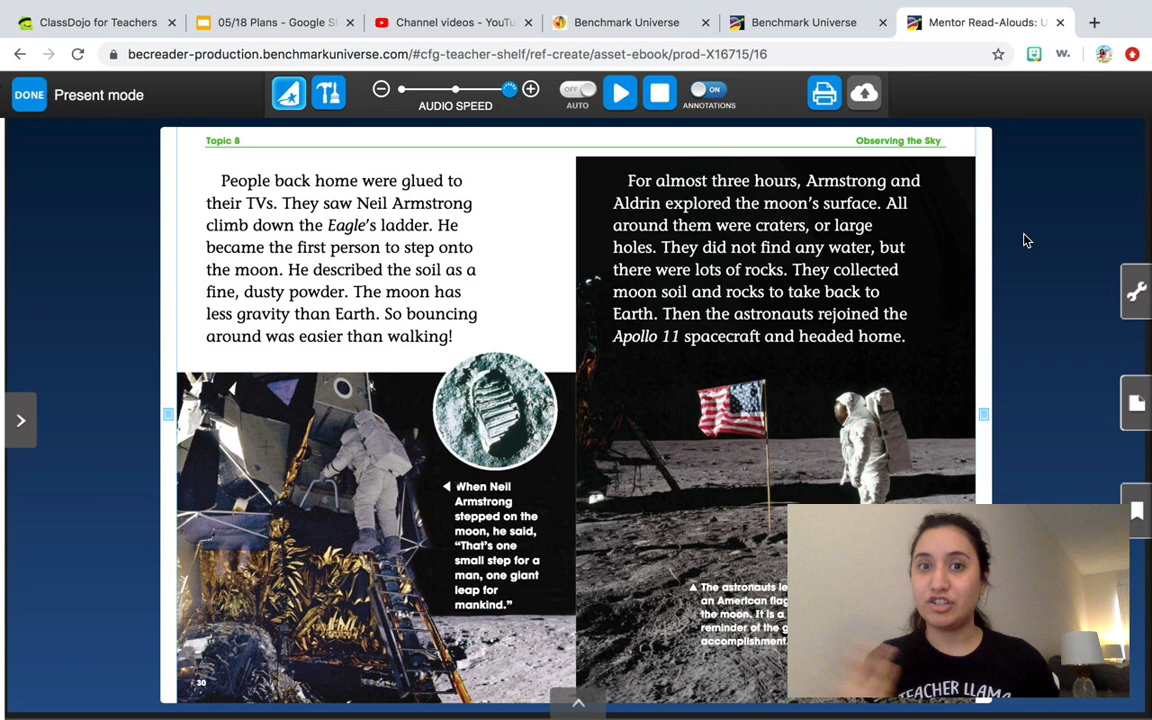 ClassDojo for Teachers
05/18 Plans - Google Sl
Channel videos - YouTu
Benchmark Universe
Benchmark Universe
Mentor Read-Alouds: U
becreader-production.benchmarkuniverse.com/#cfg-teacher-shelf/ref-create/asset-ebook/prod-X16715/16
W.
DONE Present mode
AUDIO SPEED
OFF
AUTO
ON
ANNOTATIONS
Topic 8
Observing the Sky
People back home were glued to
their TVs. They saw Neil Armstrong
climb down the Eagle's ladder. He
became the first person to step onto
the moon. He described the soil as a
fine, dusty powder. The moon has
less gravity than Earth. So bouncing
around was easier than walking!
When Neil
Armstrong
stepped on the
moon, he said,
“That's one
small step for a
man, one giant
leap for
mankind.”
30
For almost three hours, Armstrong and
Aldrin explored the moon's surface. All
around them were craters, or large
holes. They did not find any water, but
there were lots of rocks. They collected
moon soil and rocks to take back to
Earth. Then the astronauts rejoined the
Apollo 11 spacecraft and headed home.
The astronauts le
an American flag
the moon. It is a
reminder of the g
accomplishment.
TEACHER LLAMA